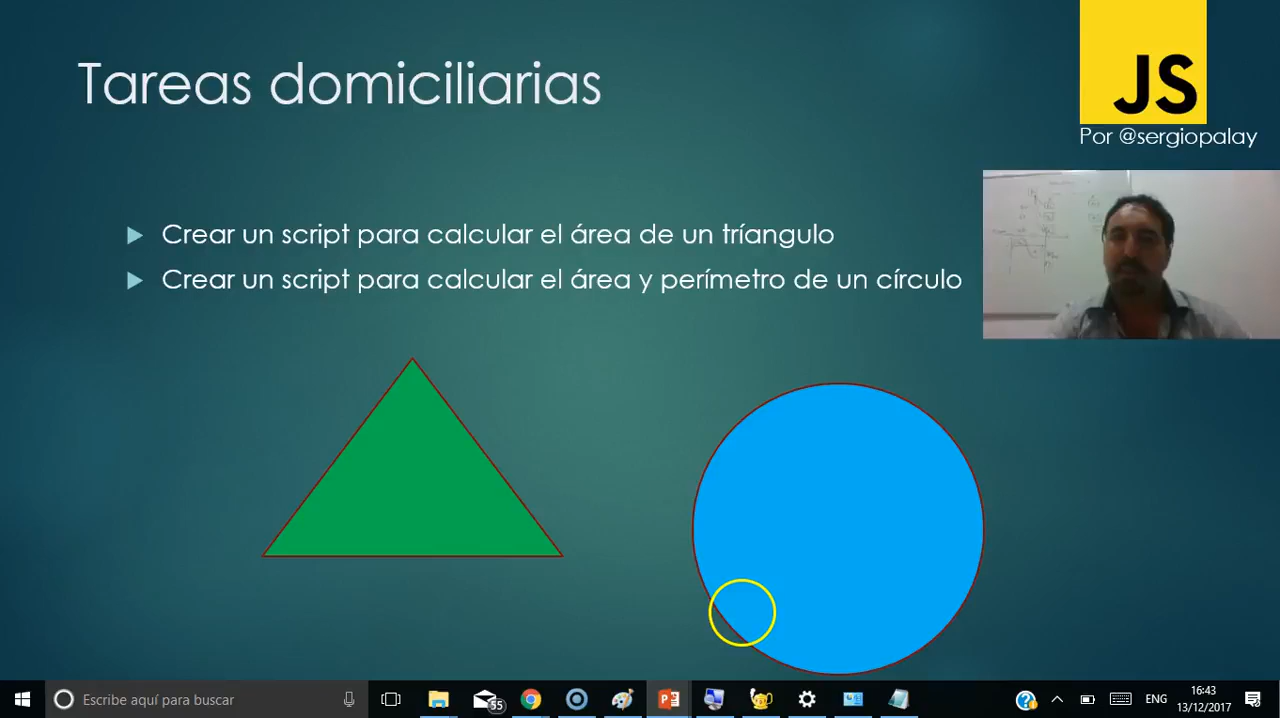 Tareas domiciliarias
JS
Por @sergiopalay
Crear un script para calcular el área de un tríangulo
Crear un script para calcular el área y perímetro de un círculo
Escribe aquí para buscar
55
ENG
16:43
13/12/2017